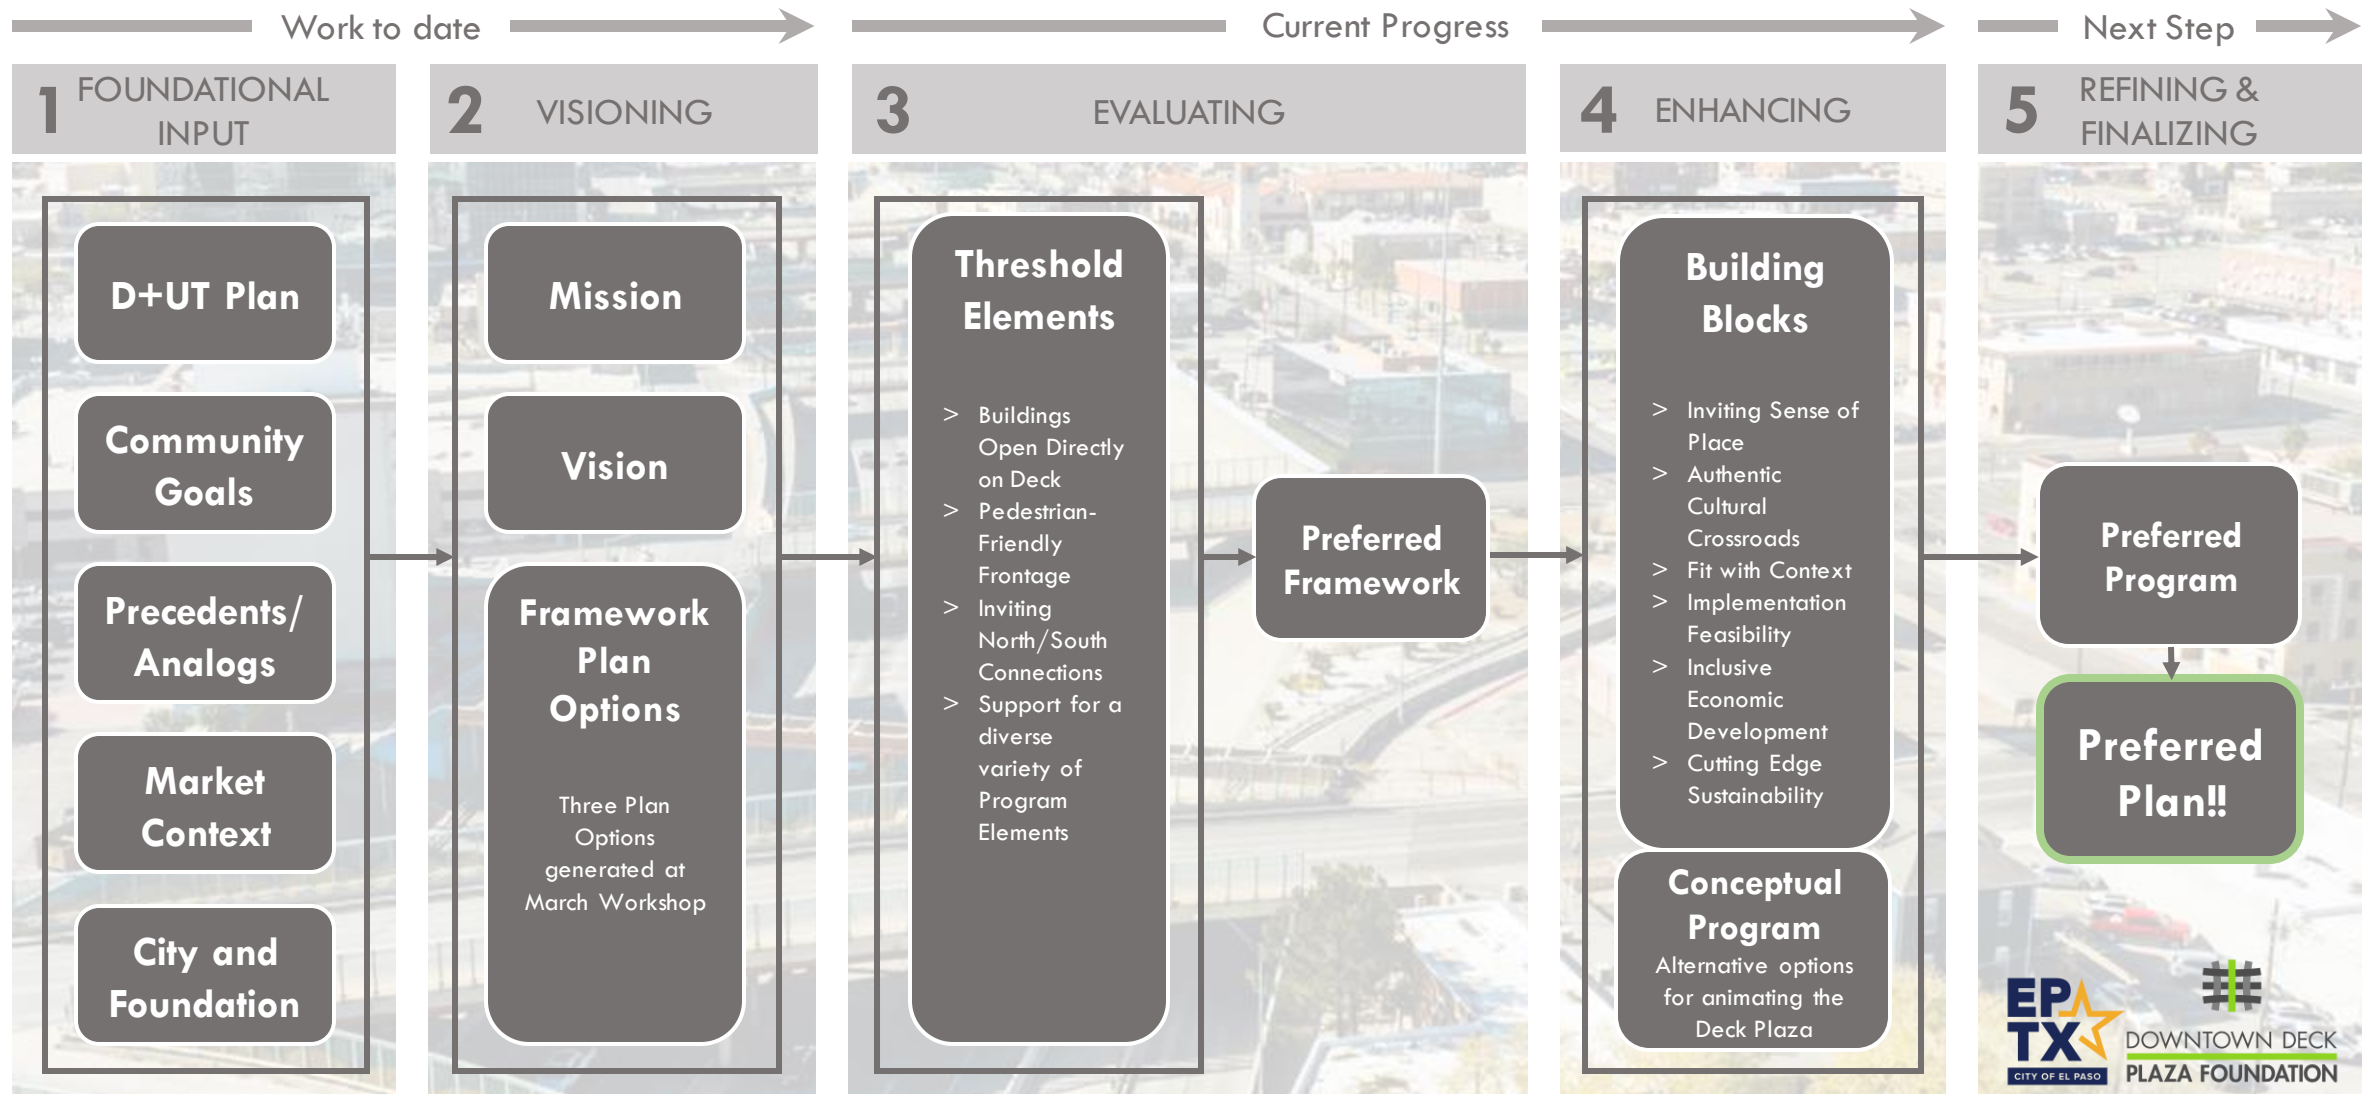 Work to date
Current Progress
Next Step
1
FOUNDATIONAL
INPUT
2
VISIONING
3
EVALUATING
4
ENHANCING
5
REFINING &
FINALIZING
D+UT Plan
Community
Goals
Precedents/
Analogs
Market
Context
City and
Foundation
Mission
Vision
Framework
Plan
Options
Three Plan
Options
generated at
March Workshop
Threshold
Elements
> Buildings
Open Directly
on Deck
> Pedestrian-
Friendly
Frontage
> Inviting
North/South
Connections
> Support for a
diverse
variety of
Program
Elements
Preferred
Framework
Building
Blocks
> Inviting Sense of
Place
> Authentic
Cultural
Crossroads
> Fit with Context
> Implementation
Feasibility
> Inclusive
Economic
Development
> Cutting Edge
Sustainability
Conceptual
Program
Alternative options
for animating the
Deck Plaza
Preferred
Program
Preferred
Plan!!
EP
TX
CITY OF EL PASO
DOWNTOWN DECK
PLAZA FOUNDATION